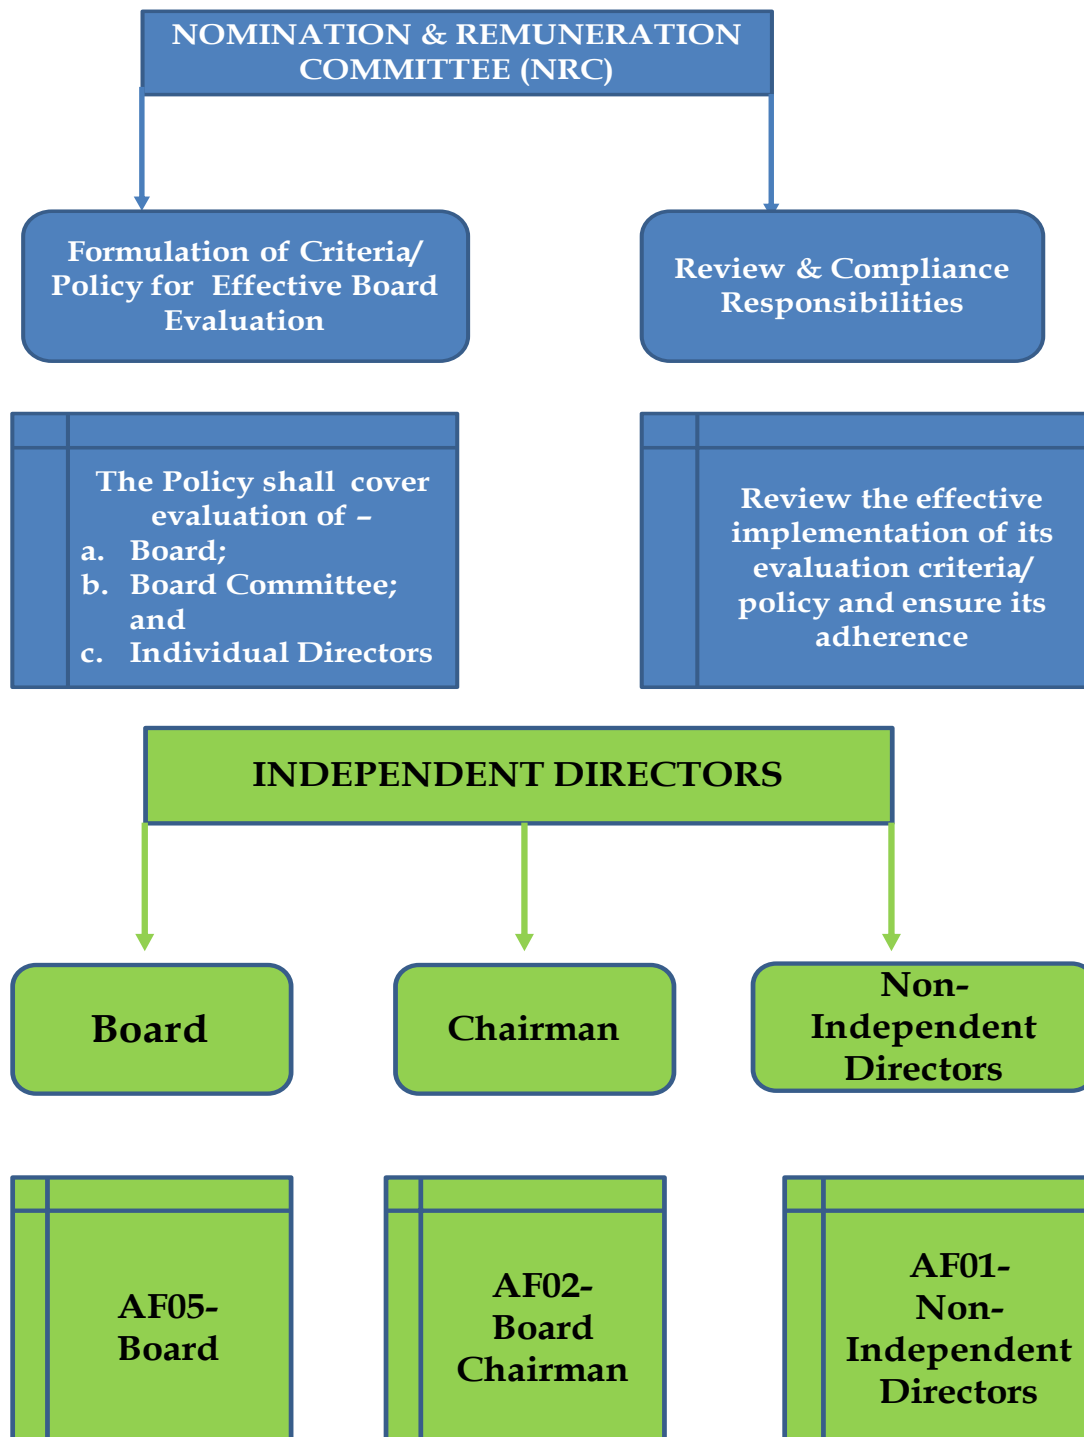 NOMINATION & REMUNERATION
COMMITTEE (NRC)
Formulation of Criteria/
Policy for Effective Board
Evaluation
Review & Compliance
Responsibilities
The Policy shall cover
evaluation of –
a. Board;
b. Board Committee;
and
c. Individual Directors
Review the effective
implementation of its
evaluation criteria/
policy and ensure its
adherence
INDEPENDENT DIRECTORS
Board
Chairman
Non-
Independent
Directors
AF05-
Board
AF02-
Board
Chairman
AF01-
Non-
Independent
Directors